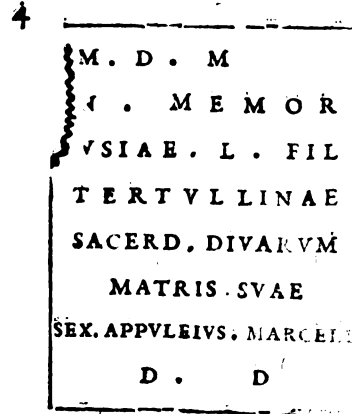 4
M. D. M
. MEMOR
VSIAE. L. FIL
TERTVLLINAE
SACERD. DIVARVM
MATRIS. SVAE
SEX. APPVLEIVS. MARCEL
D. D